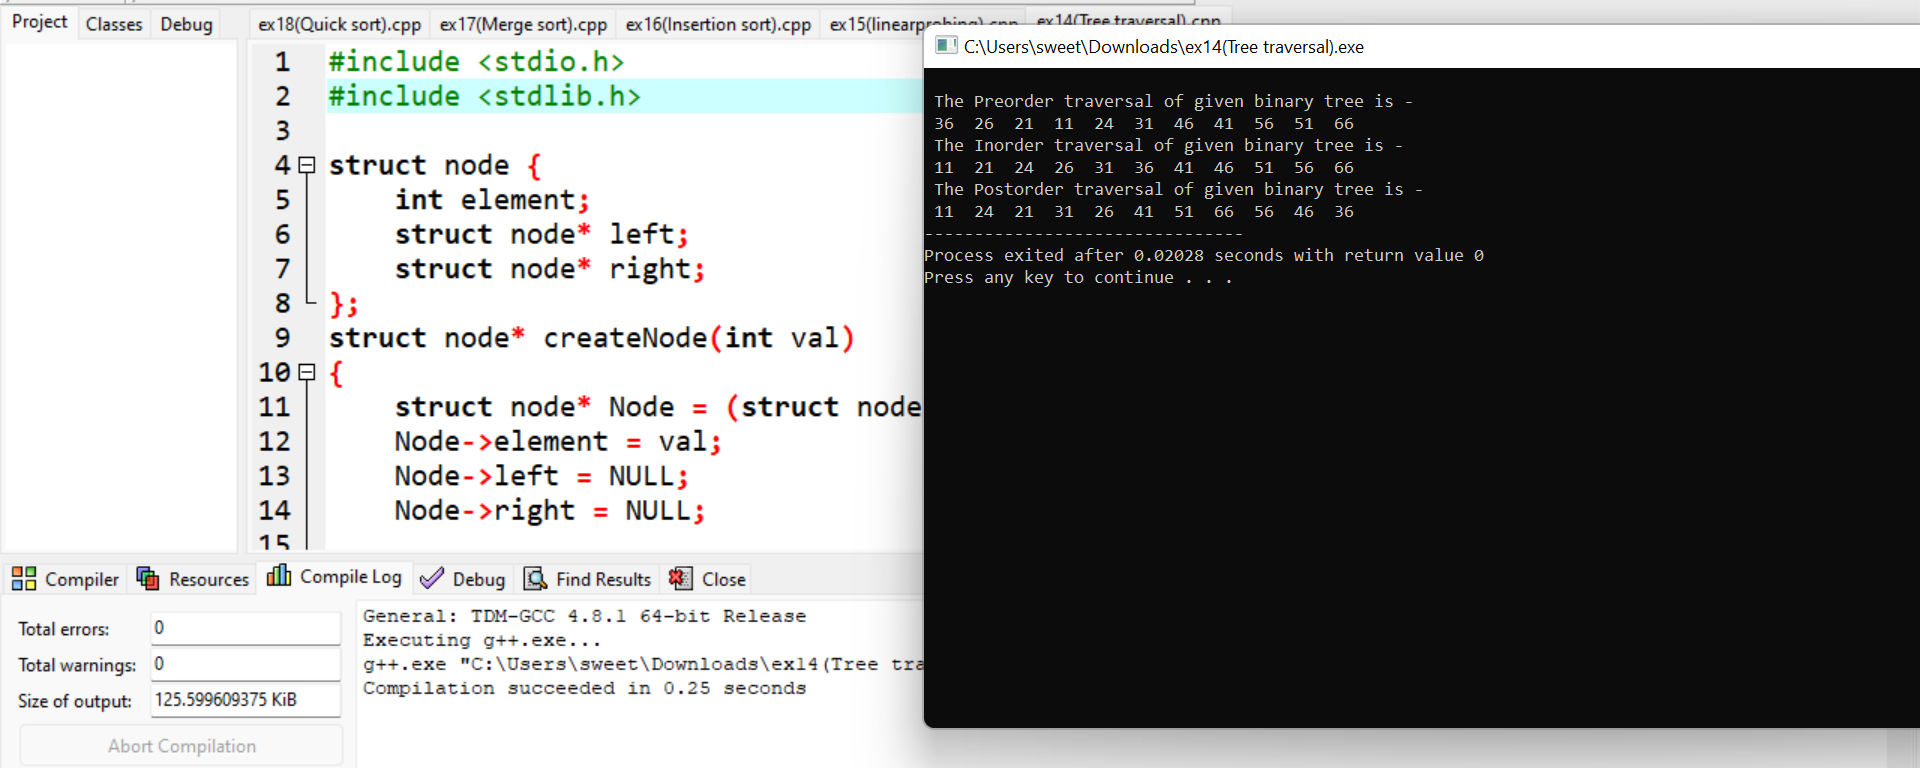 Project Classes Debug
ex18(Quick sort).cpp ex17(Merge sort).cpp ex16(Insertion sort).cpp ex15(linearprobing).cpp ex14(Tree traversal).cpp
1 #include <stdio.h>
2 #include <stdlib.h>
3
4 struct node {
5 int element;
6 struct node* left;
7 struct node* right;
8 };
9 struct node* createNode(int val)
10 {
11 struct node* Node = (struct node
12 Node->element = val;
13 Node->left = NULL;
14 Node->right = NULL;
15
C:\Users\sweet\Downloads\ex14(Tree traversal).exe
The Preorder traversal of given binary tree is -
36 26 21 11 24 31 46 41 56 51 66
The Inorder traversal of given binary tree is -
11 21 24 26 31 36 41 46 51 56 66
The Postorder traversal of given binary tree is -
11 24 21 31 26 41 51 66 56 46 36
--------------------------------
Process exited after 0.02028 seconds with return value 0
Press any key to continue . . .
Compiler Resources Compile Log Debug Find Results Close
Total errors: 0
Total warnings: 0
Size of output: 125.599609375 KiB
Abort Compilation
General: TDM-GCC 4.8.1 64-bit Release
Executing g++.exe...
g++.exe "C:\Users\sweet\Downloads\ex14(Tree tra
Compilation succeeded in 0.25 seconds